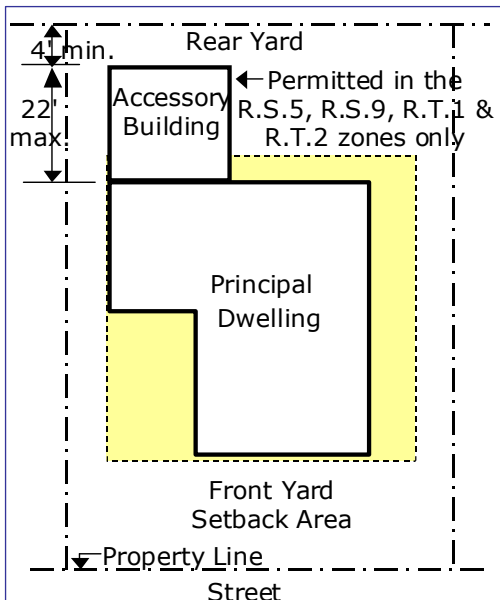 4' min.
Rear Yard
22'
max.
Accessory
Building
Permitted in the
R.S.5, R.S.9, R.T.1 &
R.T.2 zones only
Principal
Dwelling
Front Yard
Setback Area
Property Line
Street